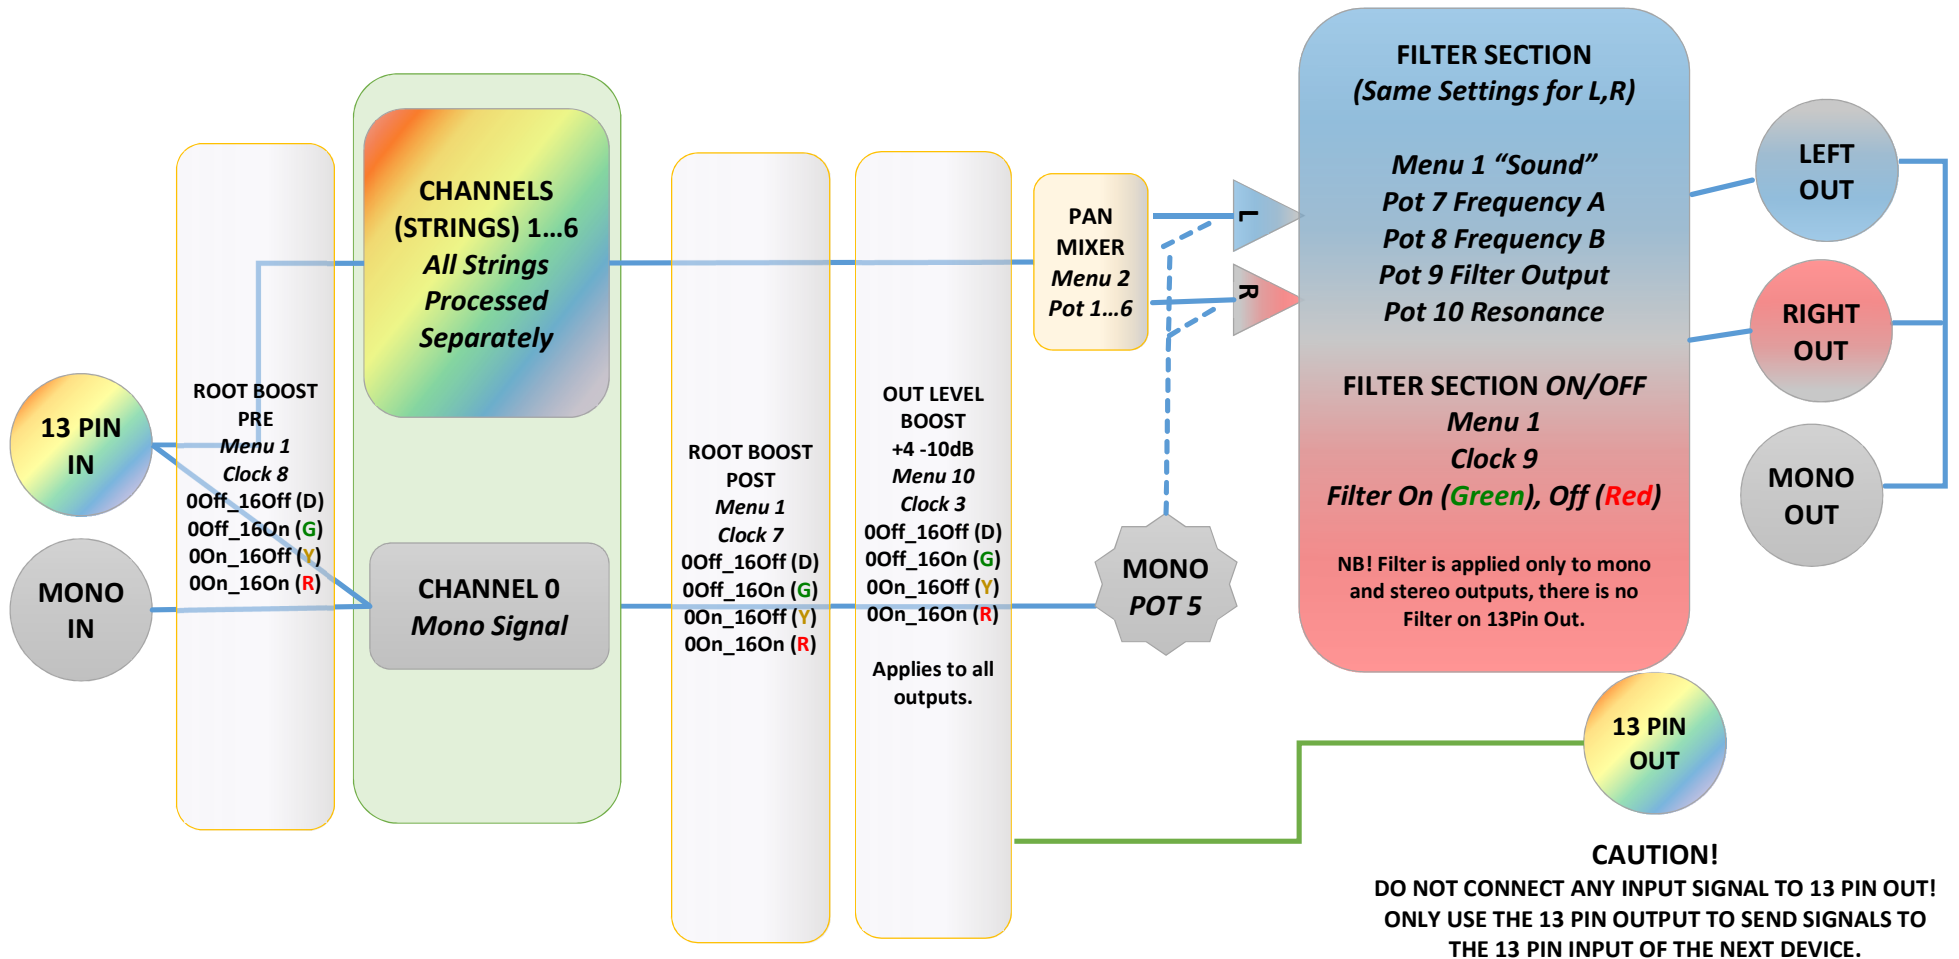 13 PIN
IN
MONO
IN
ROOT BOOST
PRE
Menu 1
Clock 8
0Off_16Off (D)
0Off_16On (G)
0On_16Off (Y)
0On_16On (R)
CHANNELS
(STRINGS) 1...6
All Strings
Processed
Separately
CHANNEL 0
Mono Signal
ROOT BOOST
POST
Menu 1
Clock 7
0Off_16Off (D)
0Off_16On (G)
0On_16Off (Y)
0On_16On (R)
OUT LEVEL
BOOST
+4 -10dB
Menu 10
Clock 3
0Off_16Off (D)
0Off_16On (G)
0On_16Off (Y)
0On_16On (R)
Applies to all
outputs.
PAN
MIXER
Menu 2
Pot 1...6
L
R
MONO
POT 5
FILTER SECTION
(Same Settings for L,R)
Menu 1 “Sound”
Pot 7 Frequency A
Pot 8 Frequency B
Pot 9 Filter Output
Pot 10 Resonance
FILTER SECTION ON/OFF
Menu 1
Clock 9
Filter On (Green), Off (Red)
NB! Filter is applied only to mono
and stereo outputs, there is no
Filter on 13Pin Out.
LEFT
OUT
RIGHT
OUT
MONO
OUT
13 PIN
OUT
CAUTION!
DO NOT CONNECT ANY INPUT SIGNAL TO 13 PIN OUT!
ONLY USE THE 13 PIN OUTPUT TO SEND SIGNALS TO
THE 13 PIN INPUT OF THE NEXT DEVICE.